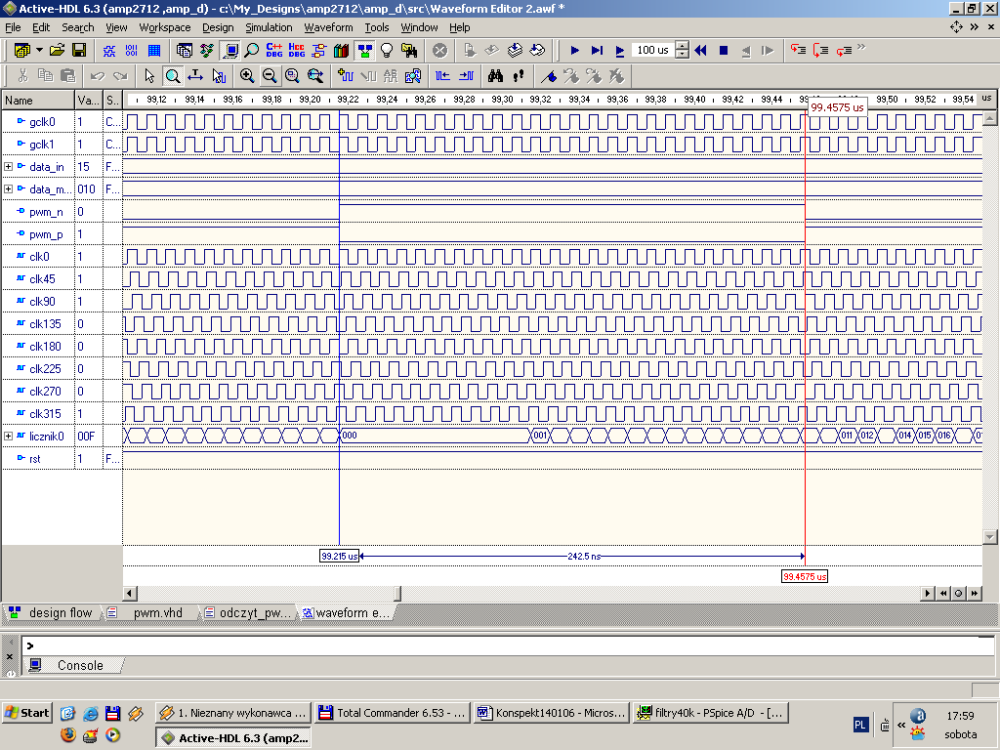 Active-HDL 6.3 (amp2712 ,amp_d) - c:\My_Designs\amp2712\amp_d\src\Waveform Editor 2.awf *
File Edit Search View Workspace Design Simulation Waveform Tools Window Help
100 us
Name Va... S..
99,12 99,14 99,16 99,18 99,20 99,22 99,24 99,26 99,28 99,30 99,32 99,34 99,36 99,38 99,40 99,42 99,44 99,50 99,52 99,54 us
99.4575 us
gclk0 1 C...
gclk1 1 C...
data_in 15 F...
data_m... 010 F...
pwm_n 0
pwm_p 1
clk0 1
clk45 1
clk90 1
clk135 0
clk180 0
clk225 0
clk270 0
clk315 1
licznik0 00F 000 001 011 012 014 015 016
rst 1 F...
99.215 us 242.5 ns
99.4575 us
design flow pwm.vhd odczyt_pw... waveform e...
>
Console
Start 1. Nieznany wykonawca ... Total Commander 6.53 - ... Konspekt140106 - Micros... filtry40k - PSpice A/D - [...
PL 17:59
Active-HDL 6.3 (amp2... sobota